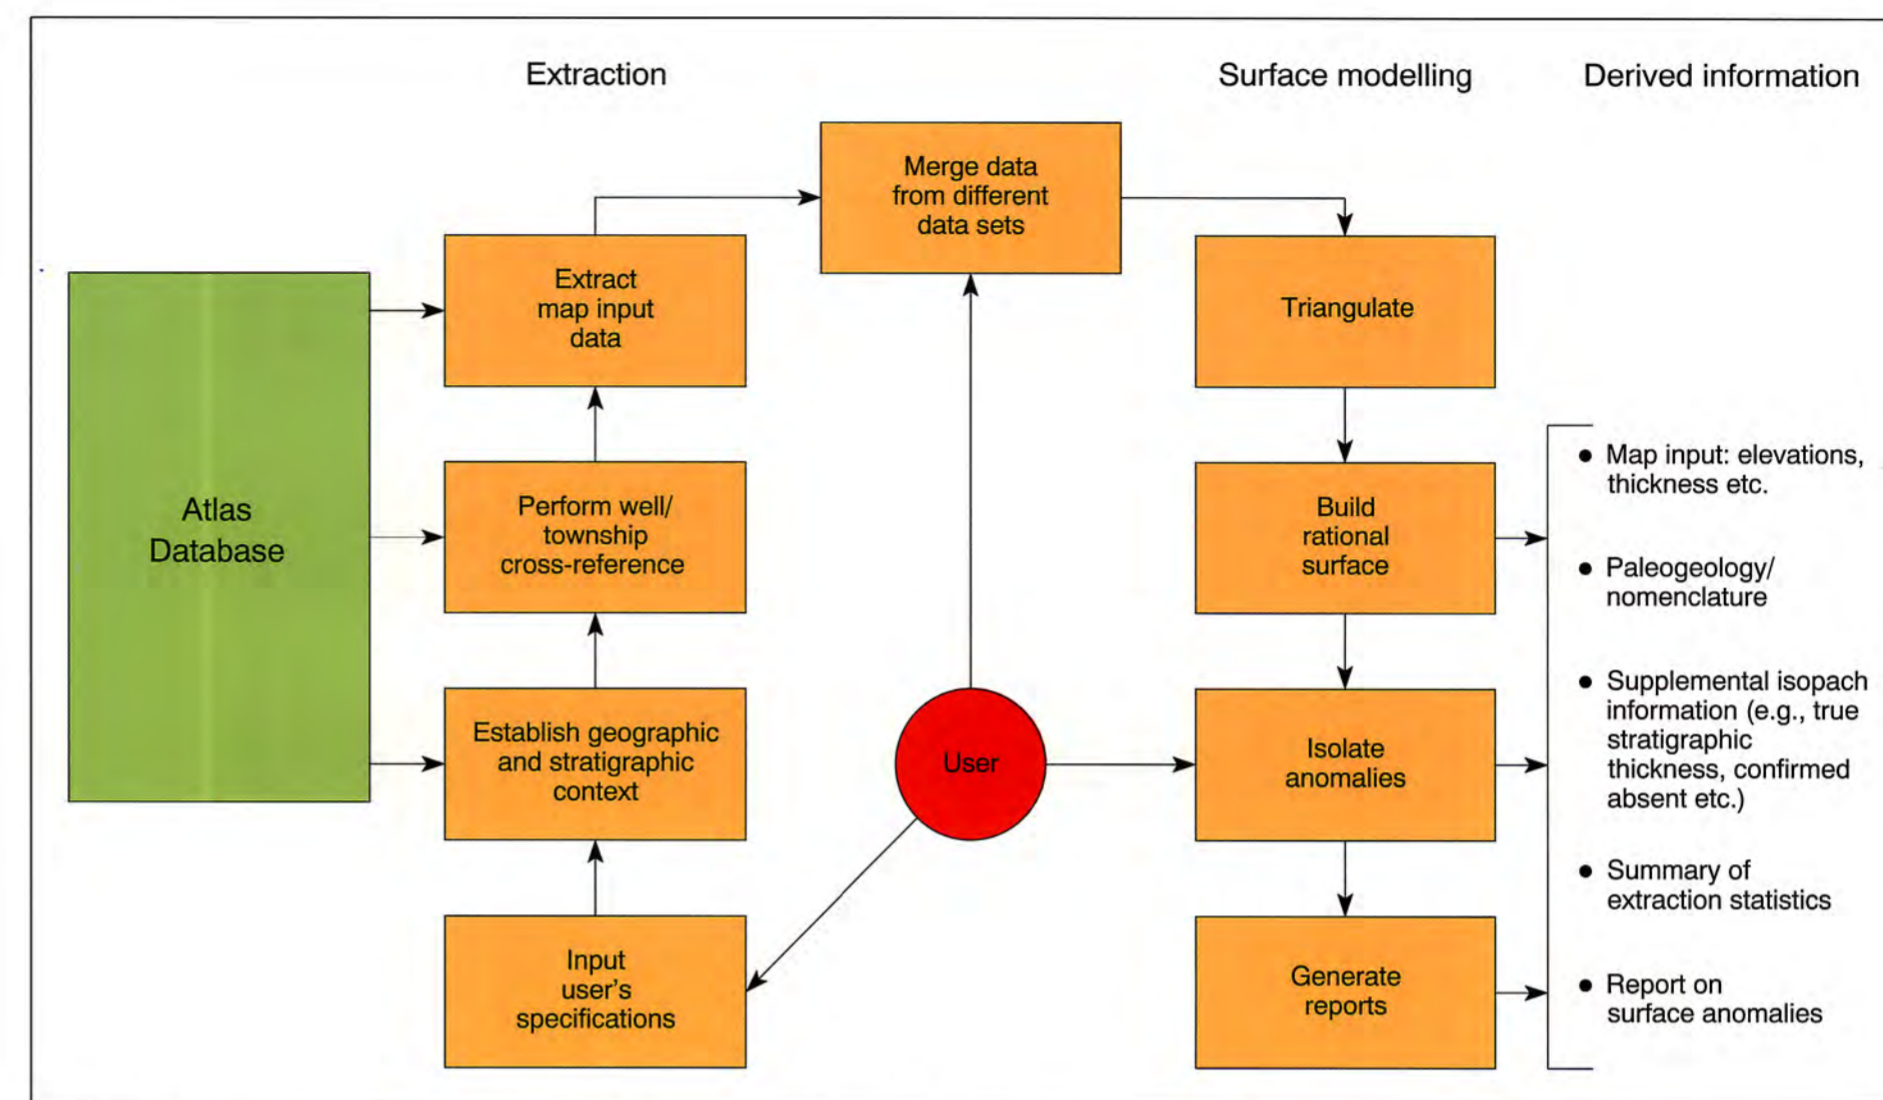 Extraction
Surface modelling
Derived information
Merge data
from different
data sets
Extract
map input
data
Triangulate
Atlas
Database
Perform well/
township
cross-reference
Build
rational
surface
Establish geographic
and stratigraphic
context
User
Isolate
anomalies
Input
user's
specifications
Generate
reports
● Map input: elevations,
thickness etc.
● Paleogeology/
nomenclature
● Supplemental isopach
information (e.g., true
stratigraphic
thickness, confirmed
absent etc.)
● Summary of
extraction statistics
● Report on
surface anomalies